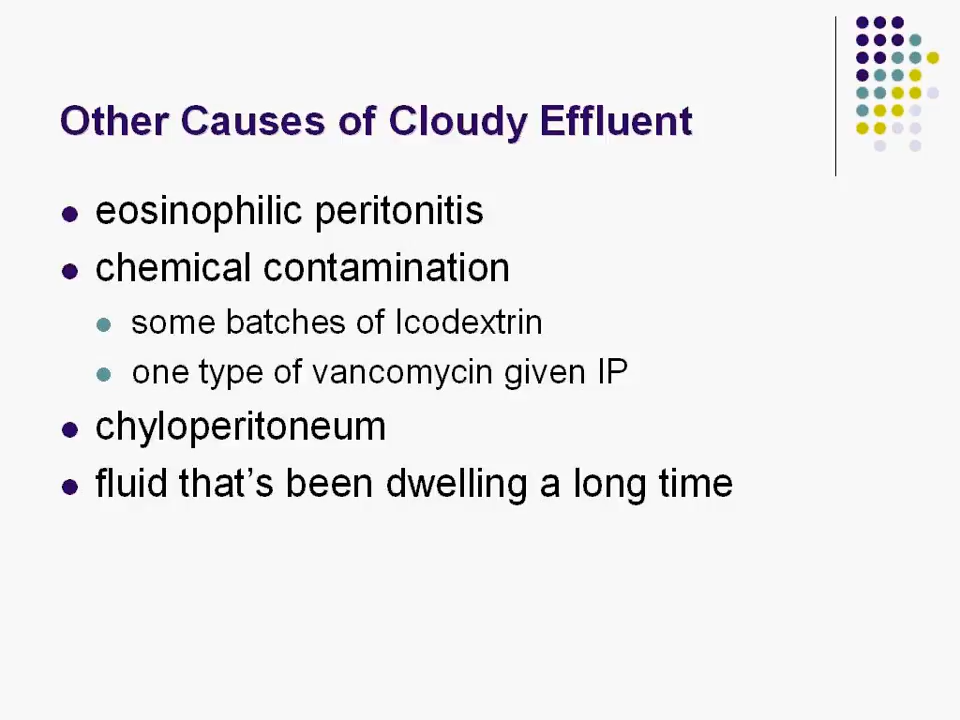 Other Causes of Cloudy Effluent
eosinophilic peritonitis
chemical contamination
some batches of Icodextrin
one type of vancomycin given IP
chyloperitoneum
fluid that’s been dwelling a long time